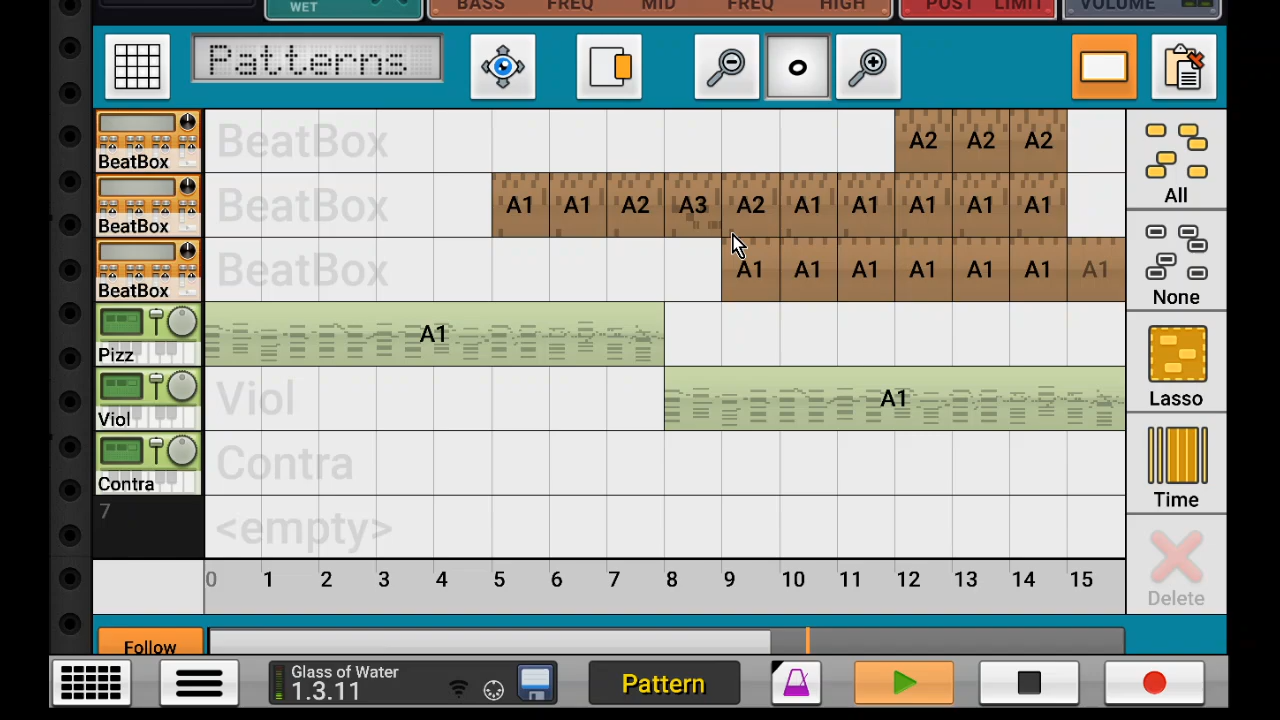 WET
BASS FREQ MID FREQ HIGH
POST LIMIT
VOLUME
Patterns
BeatBox BeatBox A2 A2 A2
BeatBox BeatBox A1 A1 A2 A3 A2 A1 A1 A1 A1 A1
BeatBox BeatBox A1 A1 A1 A1 A1 A1 A1
Pizz A1
Viol Viol A1
Contra Contra
7 <empty>
0 1 2 3 4 5 6 7 8 9 10 11 12 13 14 15
All
None
Lasso
Time
Delete
Follow
Glass of Water
1.3.11
Pattern